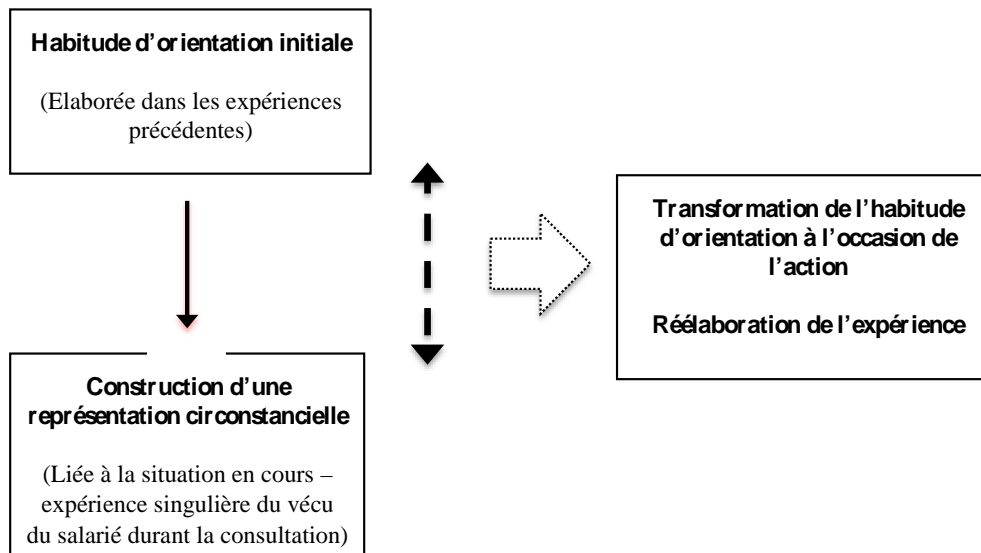 Habitude d'orientation initiale
(Elaborée dans les expériences
précédentes)
Construction d'une
représentation circonstancielle
(Liée à la situation en cours –
expérience singulière du vécu
du salarié durant la consultation)
Transformation de l'habitude
d'orientation à l'occasion de
l'action
Réélaboration de l'expérience